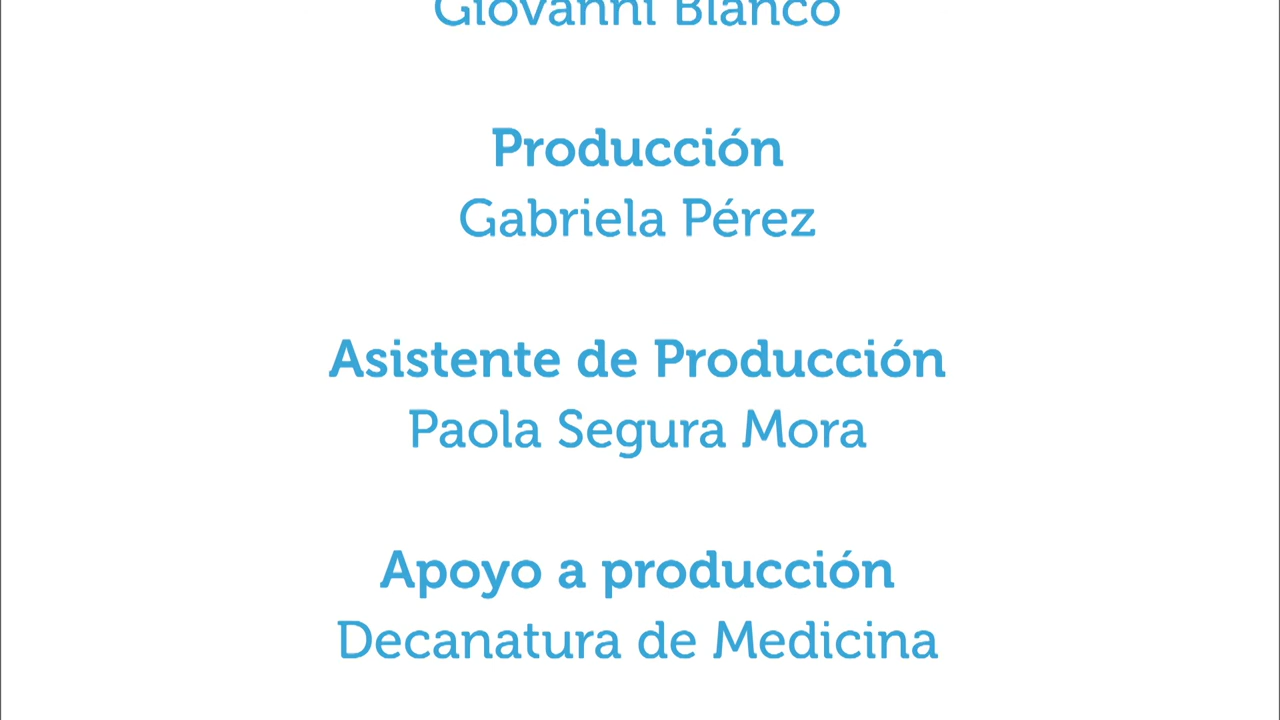 Giovanni Blanco
Producción
Gabriela Pérez
Asistente de Producción
Paola Segura Mora
Apoyo a producción
Decanatura de Medicina